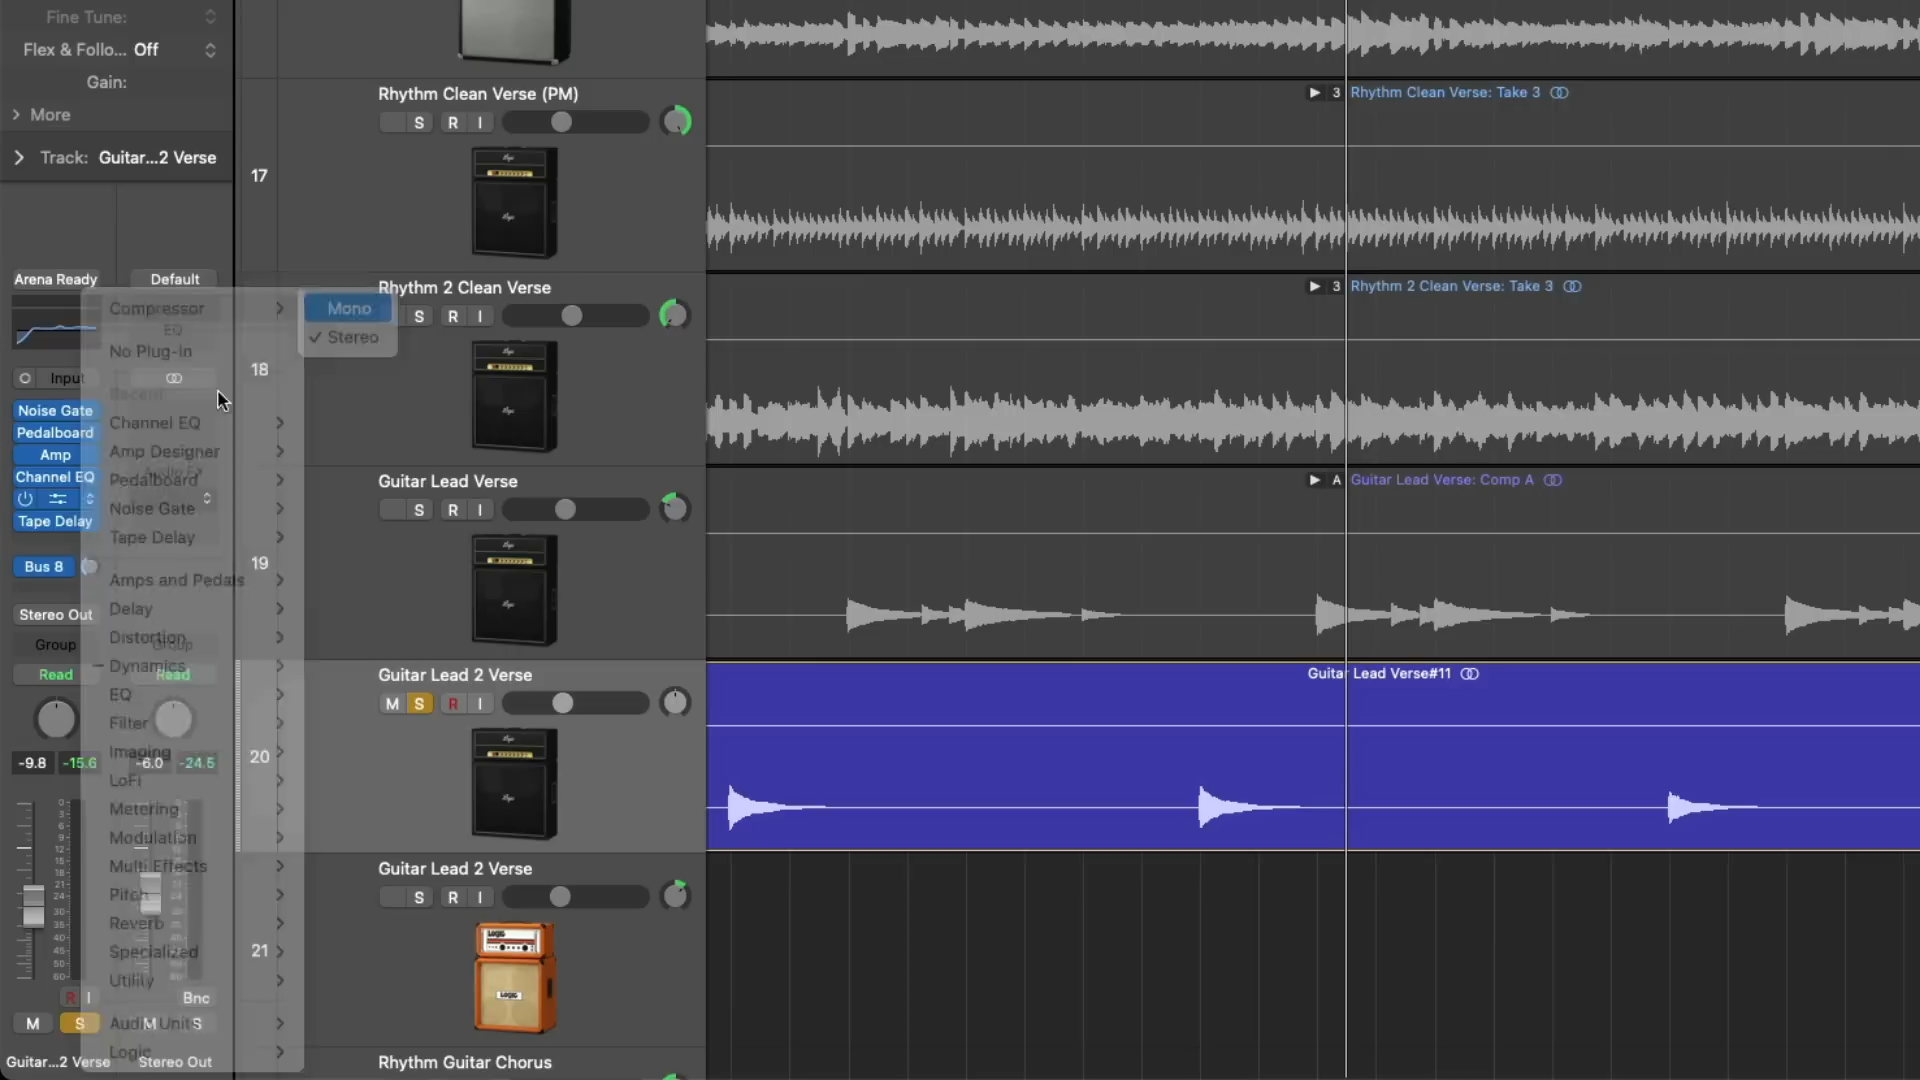 Fine Tune:
Flex & Follo... Off
Gain:
More
Track: Guitar...2 Verse
Arena Ready
Default
EQ
Input
Noise Gate
Pedalboard
Amp
Channel EQ
Tape Delay
Audio FX
Bus 8
Stereo Out
Group
Group
Read
Read
-9.8
-15.6
-6.0
-24.5
R I
Bnc
M S
M S
Guitar...2 Verse
Stereo Out
Compressor
No Plug-in
Recent
Channel EQ
Amp Designer
Pedalboard
Noise Gate
Tape Delay
Amps and Pedals
Delay
Distortion
Dynamics
EQ
Filter
Imaging
LoFi
Metering
Modulation
Multi Effects
Pitch
Reverb
Specialized
Utility
Audio Units
Logic
Mono
✓ Stereo
17
Rhythm Clean Verse (PM)
S R I
3 Rhythm Clean Verse: Take 3
18
Rhythm 2 Clean Verse
S R I
3 Rhythm 2 Clean Verse: Take 3
19
Guitar Lead Verse
S R I
A Guitar Lead Verse: Comp A
20
Guitar Lead 2 Verse
M S R I
Guitar Lead Verse#11
21
Guitar Lead 2 Verse
S R I
LOGIC
LOGIC
Rhythm Guitar Chorus